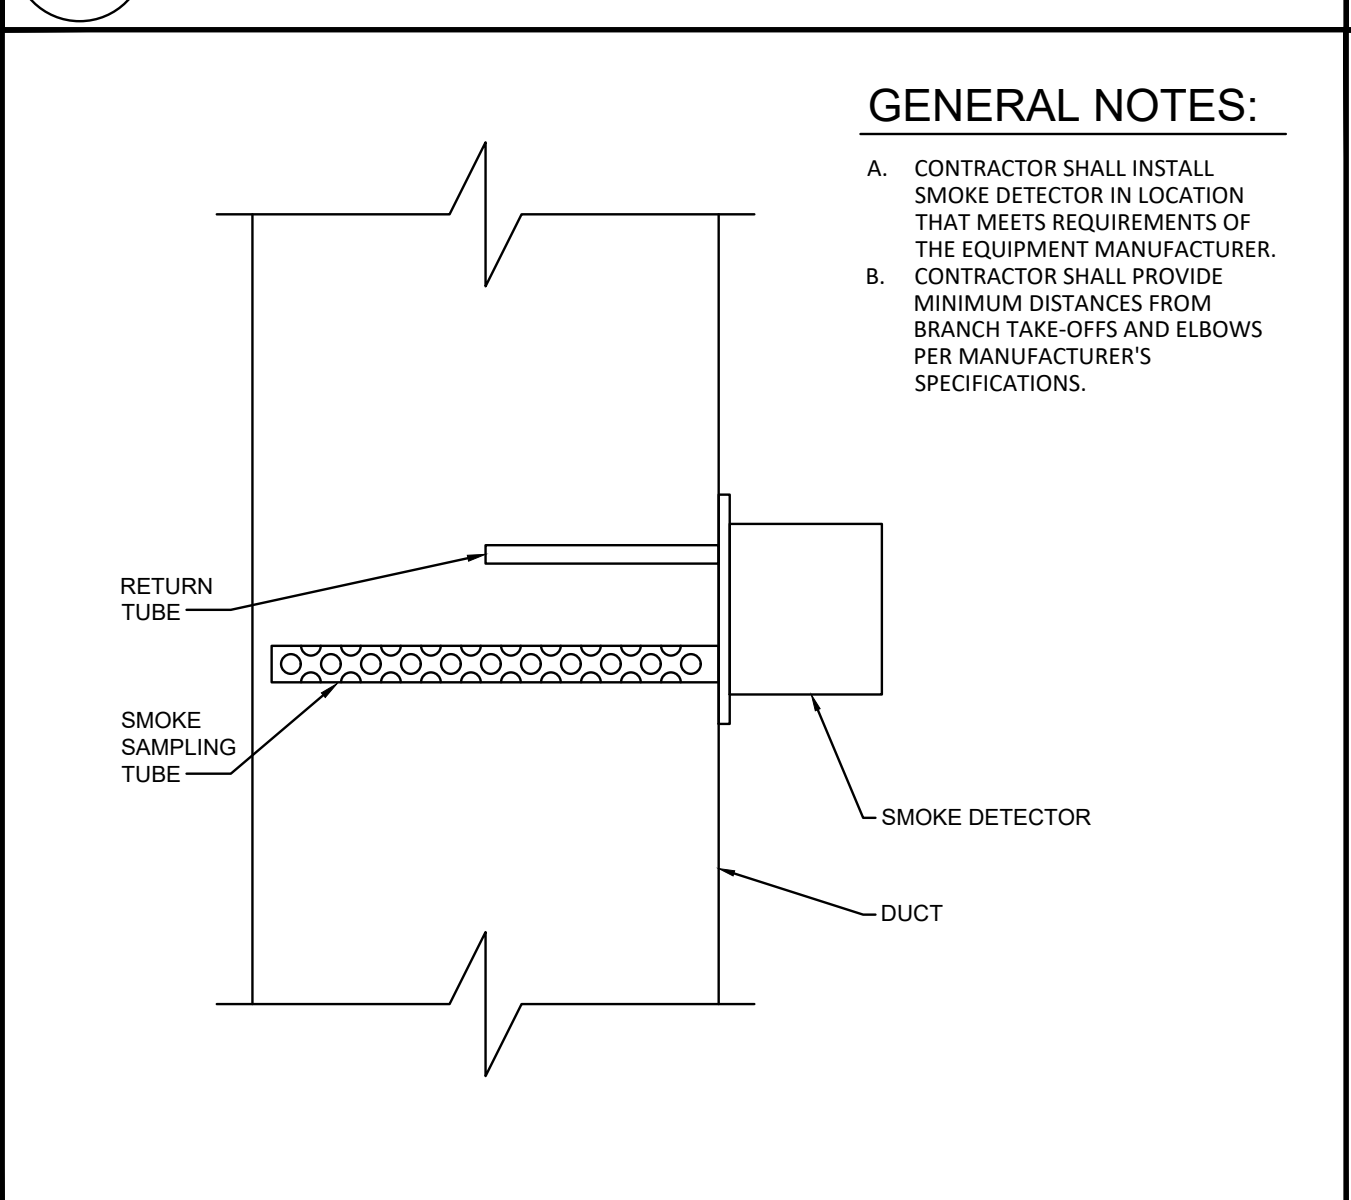 GENERAL NOTES:
A. CONTRACTOR SHALL INSTALL
SMOKE DETECTOR IN LOCATION
THAT MEETS REQUIREMENTS OF
THE EQUIPMENT MANUFACTURER.
B. CONTRACTOR SHALL PROVIDE
MINIMUM DISTANCES FROM
BRANCH TAKE-OFFS AND ELBOWS
PER MANUFACTURER'S
SPECIFICATIONS.
RETURN
TUBE
SMOKE
SAMPLING
TUBE
SMOKE DETECTOR
DUCT